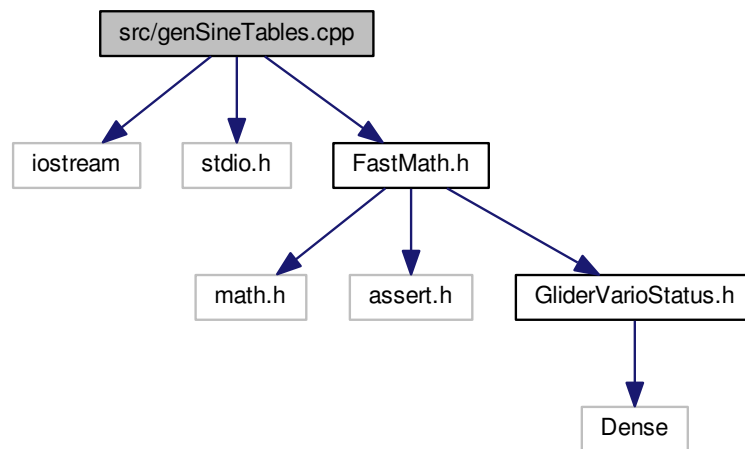 src/genSineTables.cpp
iostream
stdio.h
FastMath.h
math.h
assert.h
GliderVarioStatus.h
Dense